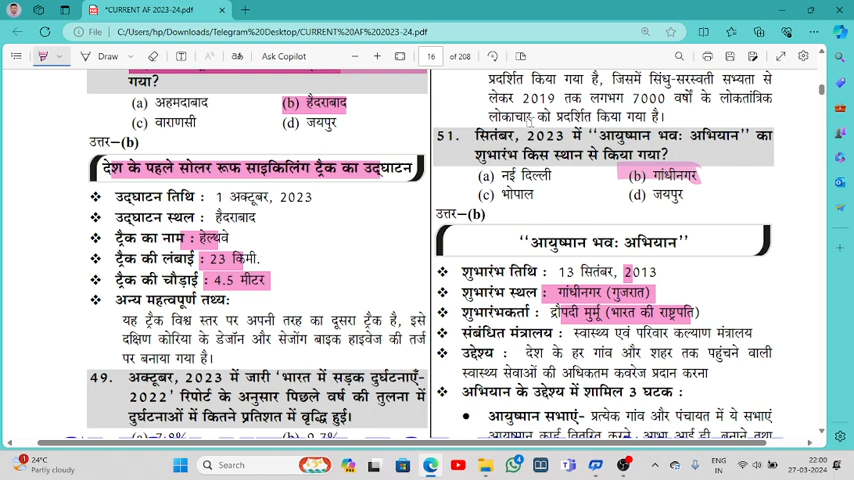 *CURRENT AF 2023-24.pdf
File
C:/Users/hp/Downloads/Telegram%20Desktop/CURRENT%20AF%202023-24.pdf
Draw
Ask Copilot
16 of 208
गया?
(a) अहमदाबाद (b) हैदराबाद
(c) वाराणसी (d) जयपुर
उत्तर–(b)
देश के पहले सोलर रूफ साइकिलिंग ट्रैक का उद्घाटन
❖ उद्घाटन तिथि : 1 अक्टूबर, 2023
❖ उद्घाटन स्थल : हैदराबाद
❖ ट्रैक का नाम : हेल्थवे
❖ ट्रैक की लंबाई : 23 किमी.
❖ ट्रैक की चौड़ाई : 4.5 मीटर
❖ अन्य महत्वपूर्ण तथ्य:
यह ट्रैक विश्व स्तर पर अपनी तरह का दूसरा ट्रैक है, इसे
दक्षिण कोरिया के डेजॉन और सेजोंग बाइक हाइवेज की तर्ज
पर बनाया गया है।
49. अक्टूबर, 2023 में जारी 'भारत में सड़क दुर्घटनाएँ-
2022' रिपोर्ट के अनुसार पिछले वर्ष की तुलना में
दुर्घटनाओं में कितने प्रतिशत में वृद्धि हुई।
प्रदर्शित किया गया है, जिसमें सिंधु-सरस्वती सभ्यता से
लेकर 2019 तक लगभग 7000 वर्षों के लोकतांत्रिक
लोकाचार को प्रदर्शित किया गया है।
51. सितंबर, 2023 में ''आयुष्मान भव: अभियान'' का
शुभारंभ किस स्थान से किया गया?
(a) नई दिल्ली (b) गांधीनगर
(c) भोपाल (d) जयपुर
उत्तर–(b)
''आयुष्मान भव: अभियान''
❖ शुभारंभ तिथि : 13 सितंबर, 2013
❖ शुभारंभ स्थल : गांधीनगर (गुजरात)
❖ शुभारंभकर्ता : द्रौपदी मुर्मू (भारत की राष्ट्रपति)
❖ संबंधित मंत्रालय : स्वास्थ्य एवं परिवार कल्याण मंत्रालय
❖ उद्देश्य : देश के हर गांव और शहर तक पहुंचने वाली
स्वास्थ्य सेवाओं की अधिकतम कवरेज प्रदान करना
❖ अभियान के उद्देश्य में शामिल 3 घटक :
• आयुष्मान सभाएं- प्रत्येक गांव और पंचायत में ये सभाएं
24°C
Partly cloudy
Search
ENG
IN
22:00
27-03-2024